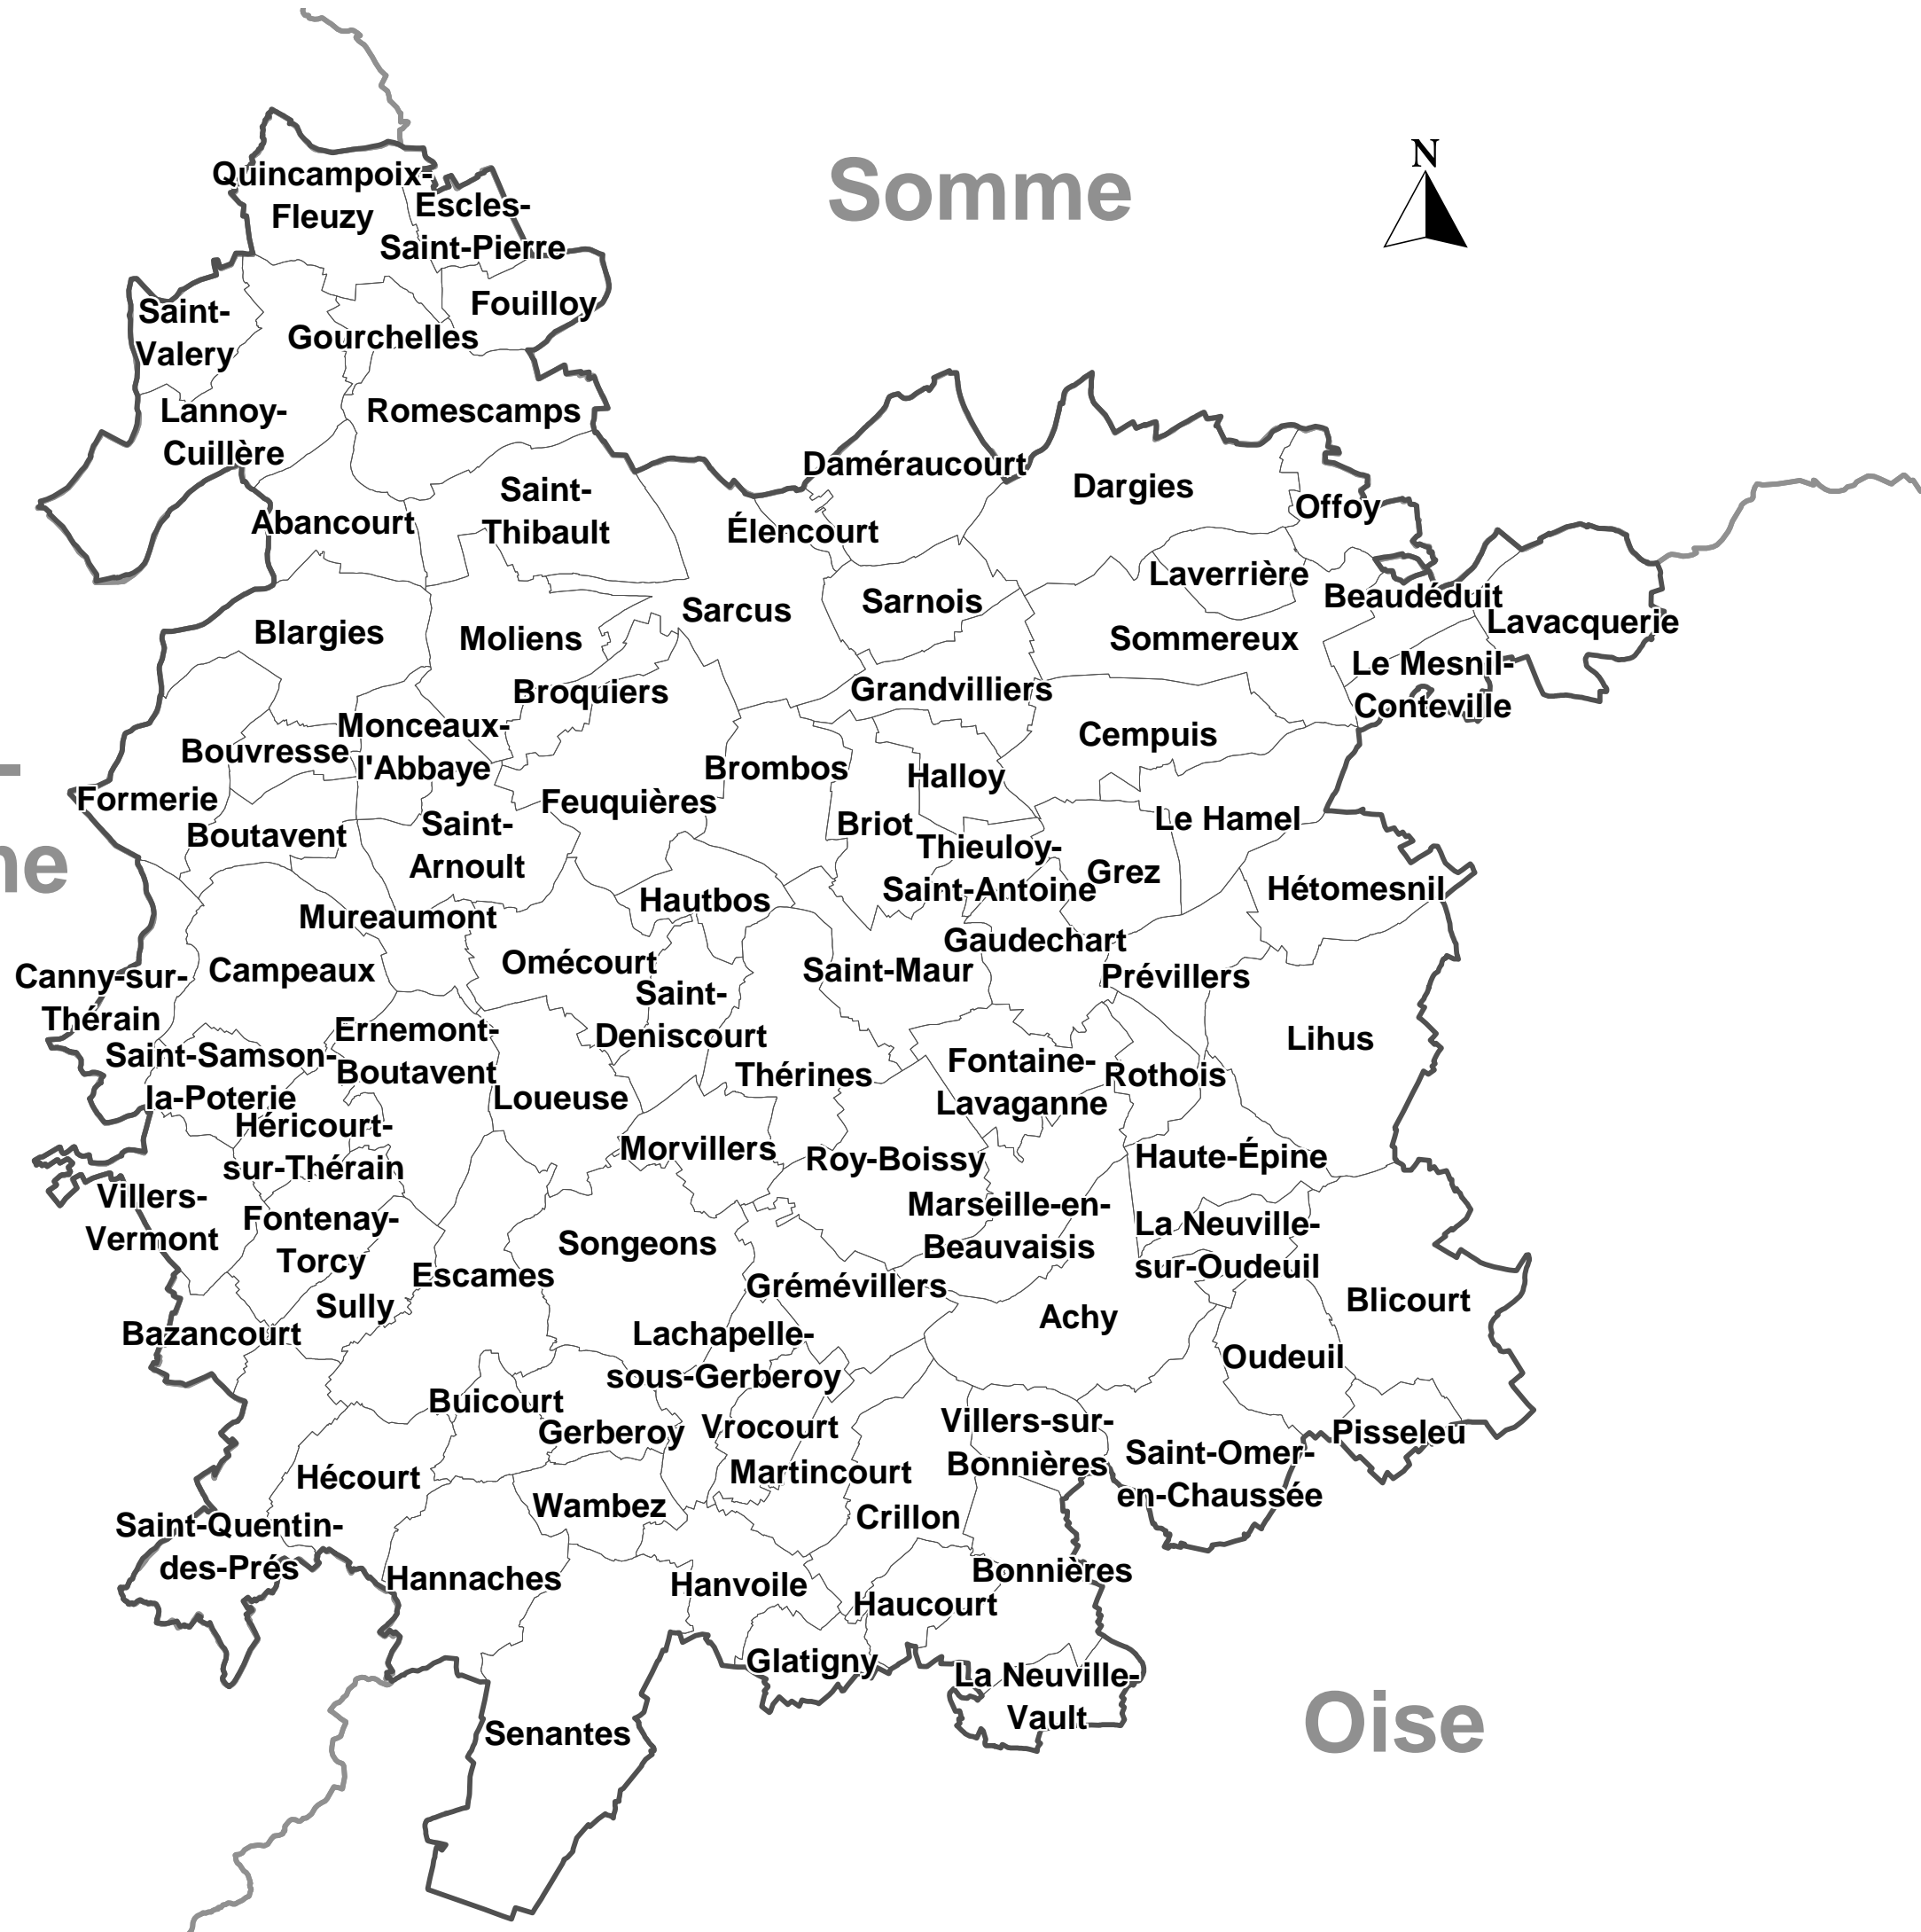 N
Somme
Quincampoix-
Fleuzy
Escles-
Saint-Pierre
Fouilloy
Saint-
Valery
Gourchelles
Lannoy-
Cuillère
Romescamps
Daméraucourt
Dargies
Offoy
Saint-
Thibault
Abancourt
Élencourt
Laverrière
Beaudéduit
Lavacquerie
Sarnois
Sarcus
Blargies
Moliens
Sommereux
Le Mesnil-
Conteville
Broquiers
Grandvilliers
Monceaux-
l'Abbaye
Cempuis
Bouvresse
Brombos
Halloy
-
Formerie
Feuquières
Boutavent
Saint-
Arnoult
Briot
Le Hamel
Thieuloy-
Saint-Antoine
Grez
Hétomesnil
ne
Hautbos
Mureaumont
Gaudechart
Omécourt
Saint-Maur
Prévillers
Canny-sur-
Thérain
Campeaux
Saint-
Deniscourt
Ernemont-
Boutavent
Lihus
Saint-Samson-
la-Poterie
Thérines
Fontaine-
Lavaganne
Rothois
Loueuse
Héricourt-
sur-Thérain
Morvillers
Roy-Boissy
Haute-Épine
Villers-
Vermont
Marseille-en-
Beauvaisis
La Neuville-
sur-Oudeuil
Fontenay-
Torcy
Songeons
Escames
Grémévillers
Blicourt
Sully
Achy
Bazancourt
Lachapelle-
sous-Gerberoy
Oudeuil
Buicourt
Gerberoy
Vrocourt
Villers-sur-
Bonnières
Pisseleu
Saint-Omer-
en-Chaussée
Hécourt
Martincourt
Wambez
Crillon
Saint-Quentin-
des-Prés
Hannaches
Hanvoile
Bonnières
Haucourt
Glatigny
La Neuville-
Vault
Senantes
Oise